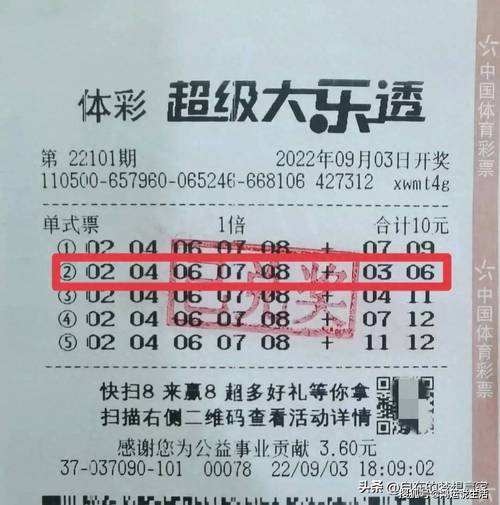 体彩 超级大乐透
第 22101期 2022年09月03日开奖
110500-657960-065246-668106 427312 xwmt4g
单式票 1倍 合计10元
① 02 04 06 07 08 + 07 09
② 02 04 06 07 08 + 03 06
③ 02 04 06 07 08 + 04 11
④ 02 04 06 07 08 + 07 12
⑤ 02 04 06 07 08 + 11 12
已兑奖
快扫8 来赢8 超多好礼等你拿
扫描右侧二维码查看活动详情
感谢您为公益事业贡献 3.60元
37-037090-101 00078 22/09/03 18:09:02
中国体育彩票
中国体育彩票
头条